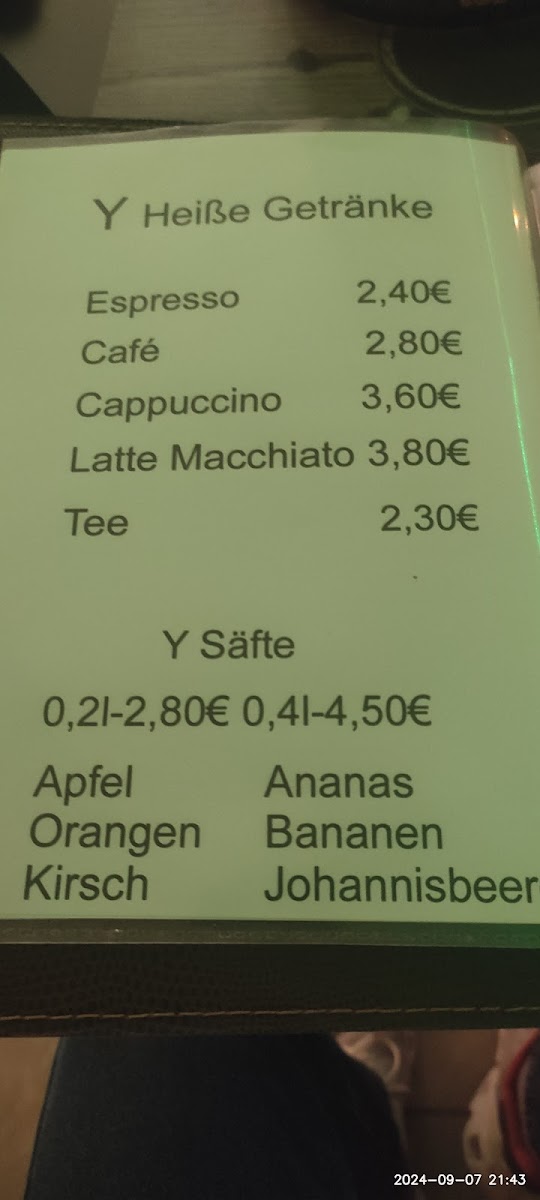 Y Heiße Getränke
Espresso 2,40€
Café 2,80€
Cappuccino 3,60€
Latte Macchiato 3,80€
Tee 2,30€
Y Säfte
0,2l-2,80€ 0,4l-4,50€
Apfel Ananas
Orangen Bananen
Kirsch Johannisbeer
2024-09-07 21:43